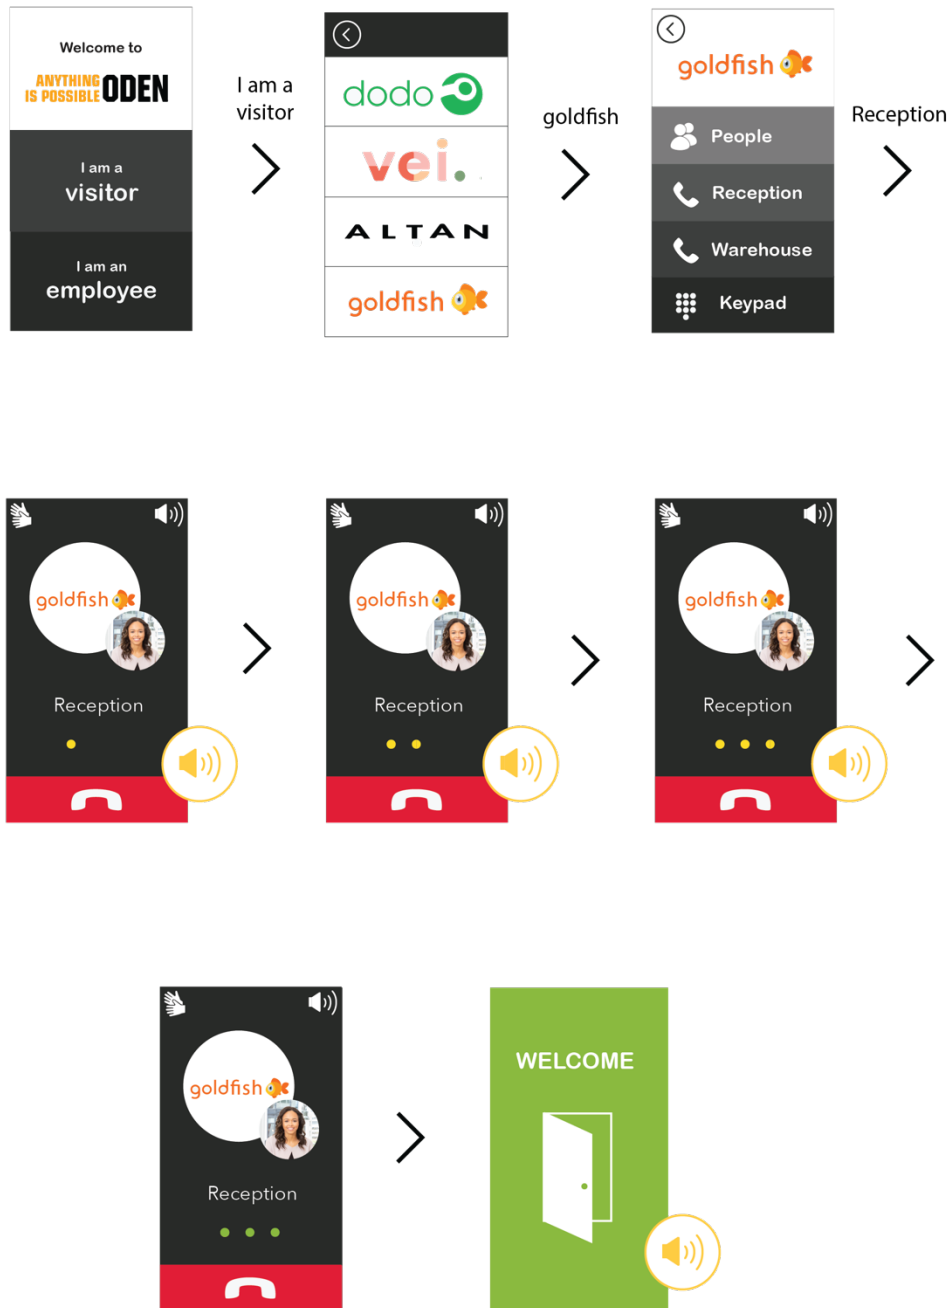 Welcome to
ANYTHING
IS POSSIBLE ODEN
I am a
visitor
I am an
employee
I am a
visitor
dodo
vei.
ALTAN
goldfish
goldfish
goldfish
People
Reception
Warehouse
Keypad
Reception
goldfish
Reception
goldfish
Reception
goldfish
Reception
goldfish
Reception
WELCOME